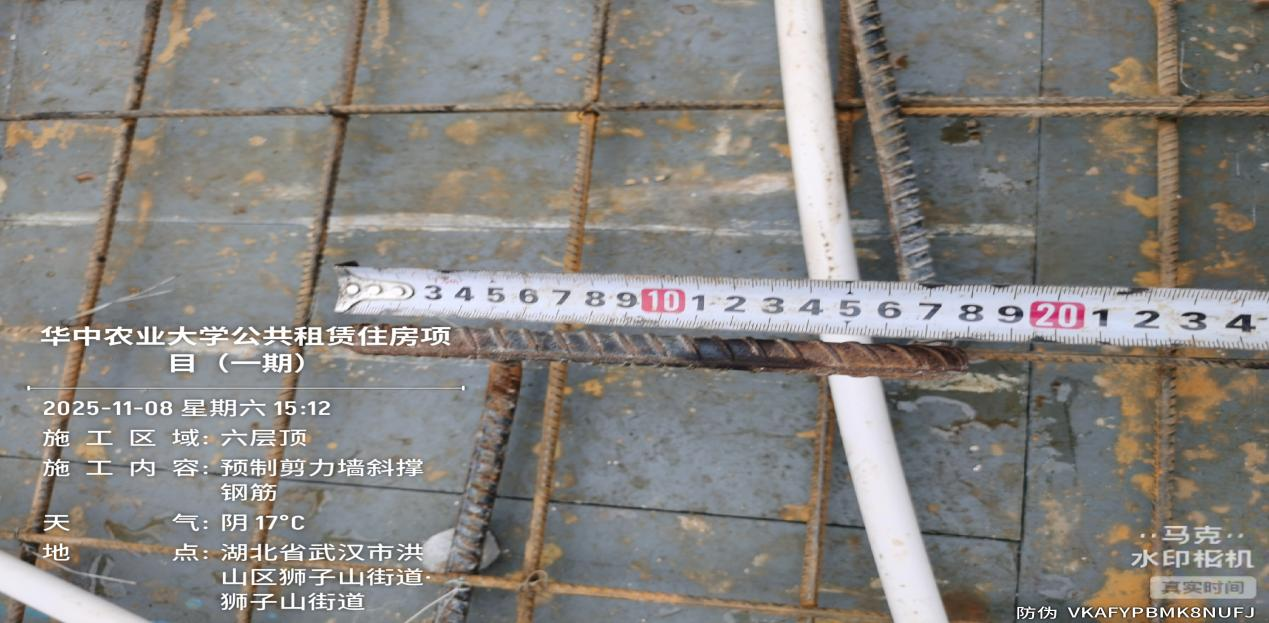 3 4 5 6 7 8 9 10 1 2 3 4 5 6 7 8 9 20 1 2 3 4
华中农业大学公共租赁住房项
目（一期）
2025-11-08 星期六 15:12
施工区域：六层顶
施工内容：预制剪力墙斜撑
钢筋
天气：阴 17°C
地点：湖北省武汉市洪
山区狮子山街道·
狮子山街道
马克
水印相机
真实时间
防伪 VKAFYPBMK8NUFJ